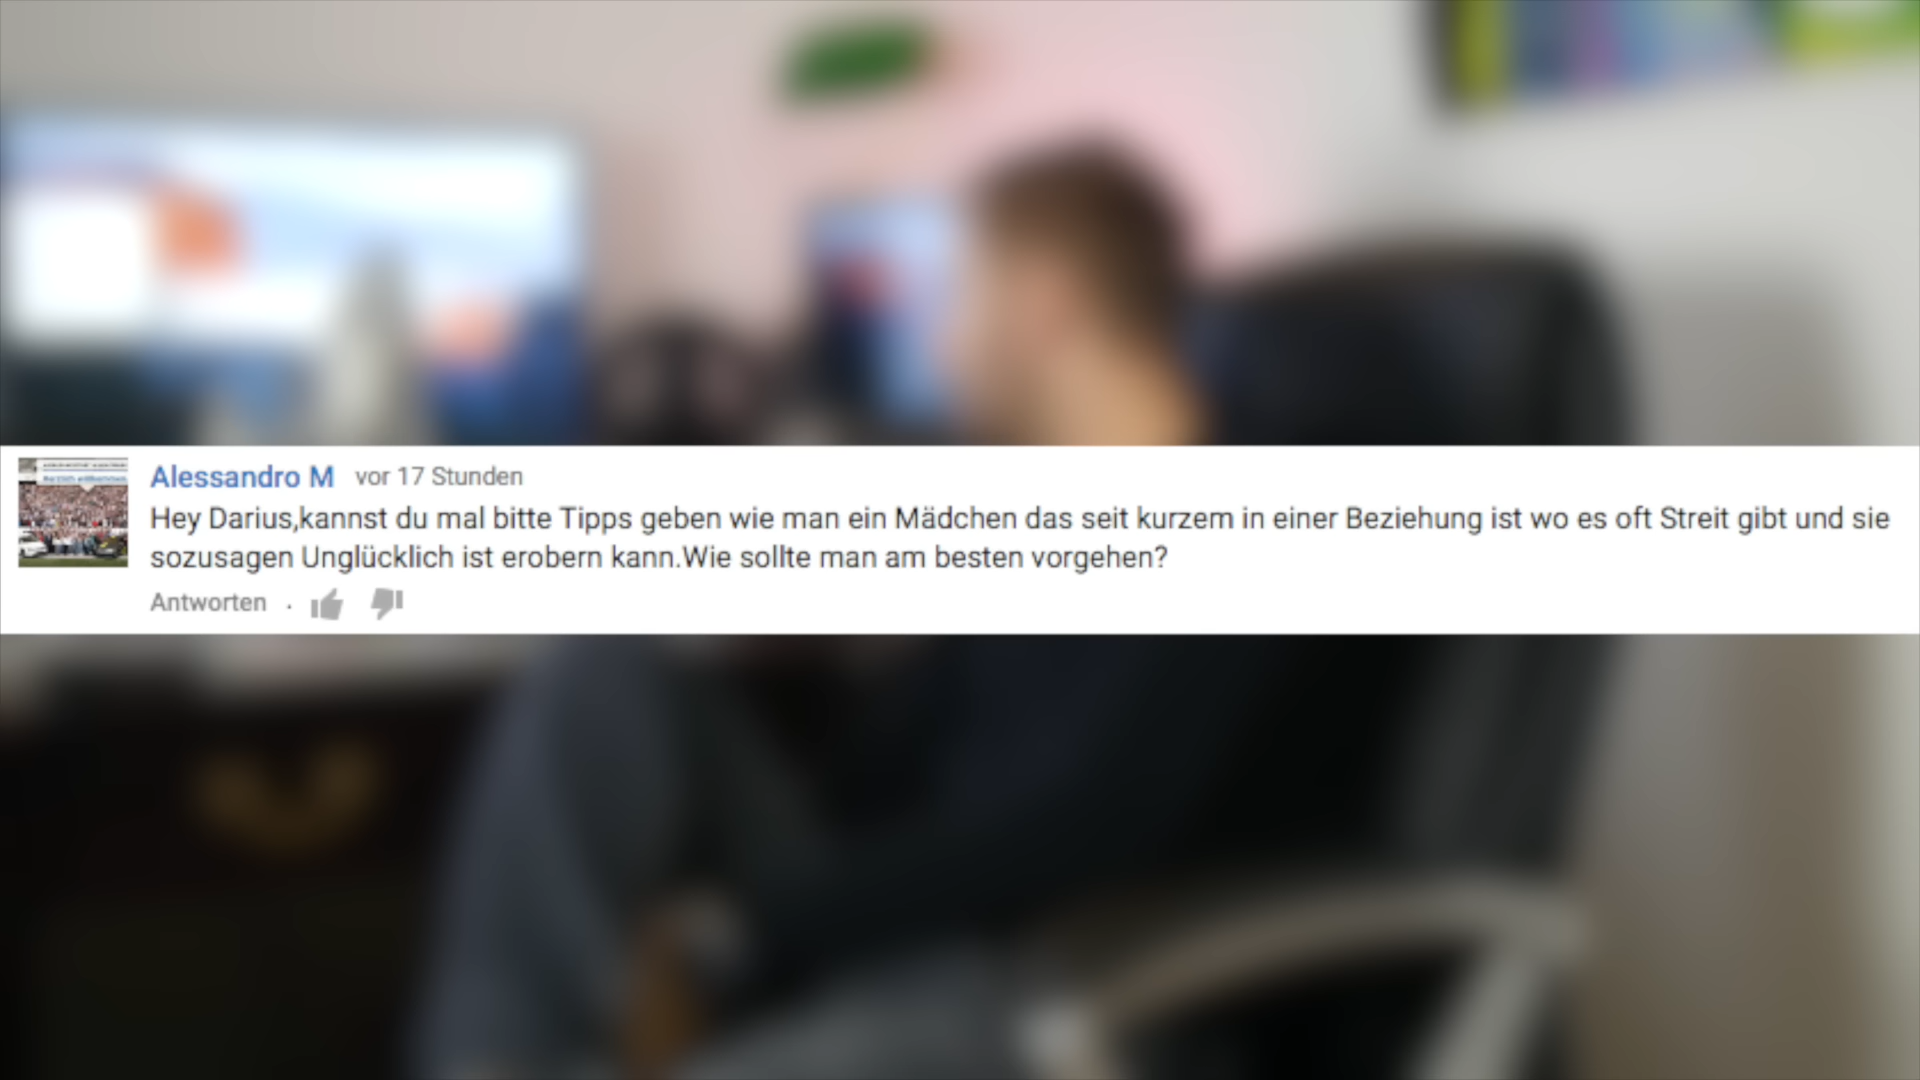 Alessandro M vor 17 Stunden
Hey Darius,kannst du mal bitte Tipps geben wie man ein Mädchen das seit kurzem in einer Beziehung ist wo es oft Streit gibt und sie
sozusagen Unglücklich ist erobern kann.Wie sollte man am besten vorgehen?
Antworten .